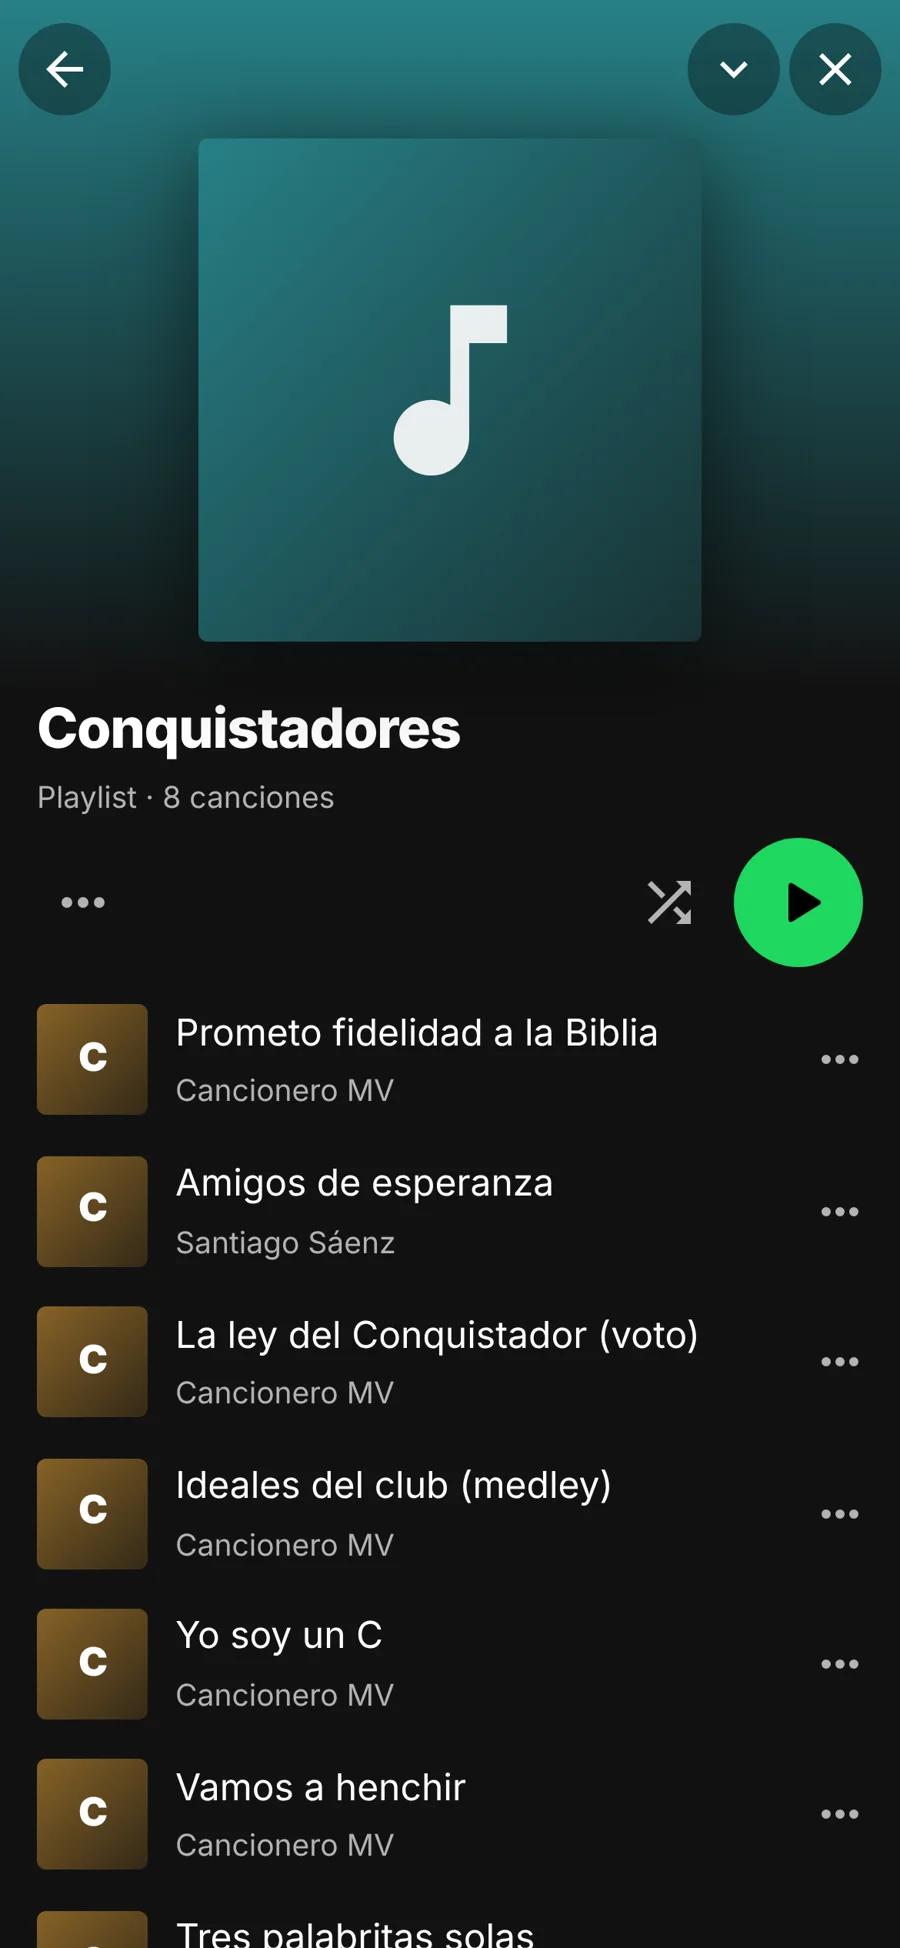 Conquistadores
Playlist · 8 canciones
C
Prometo fidelidad a la Biblia
Cancionero MV
C
Amigos de esperanza
Santiago Sáenz
C
La ley del Conquistador (voto)
Cancionero MV
C
Ideales del club (medley)
Cancionero MV
C
Yo soy un C
Cancionero MV
C
Vamos a henchir
Cancionero MV
Tres palabritas solas